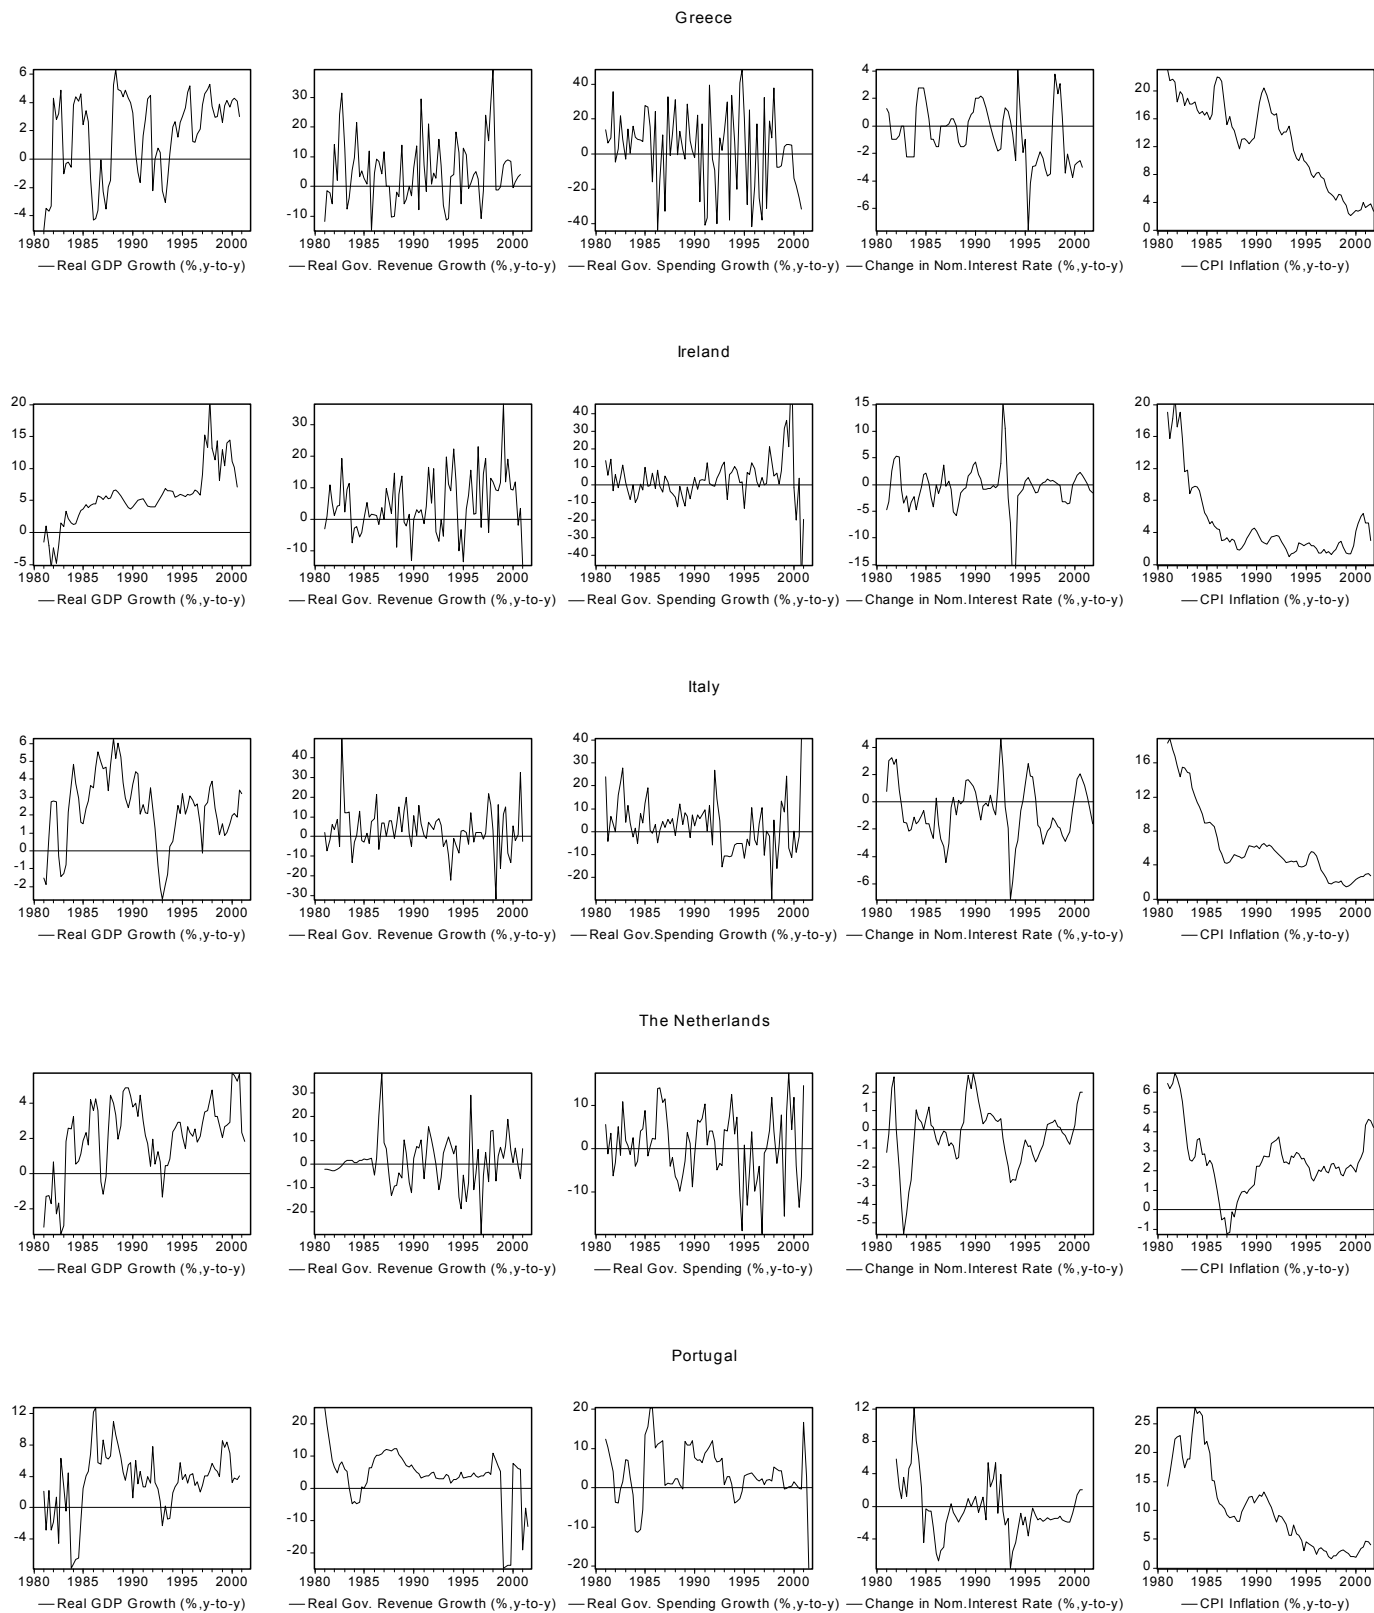 Greece
6
4
2
0
-2
-4
1980 1985 1990 1995 2000
Real GDP Growth (%,y-to-y)
30
20
10
0
-10
1980 1985 1990 1995 2000
Real Gov. Revenue Growth (%,y-to-y)
40
20
0
-20
-40
1980 1985 1990 1995 2000
Real Gov. Spending Growth (%,y-to-y)
4
2
0
-2
-4
-6
1980 1985 1990 1995 2000
Change in Nom.Interest Rate (%,y-to-y)
20
16
12
8
4
0
1980 1985 1990 1995 2000
CPI Inflation (%,y-to-y)
Ireland
20
15
10
5
0
-5
1980 1985 1990 1995 2000
Real GDP Growth (%,y-to-y)
30
20
10
0
-10
1980 1985 1990 1995 2000
Real Gov. Revenue Growth (%,y-to-y)
40
30
20
10
0
-10
-20
-30
-40
1980 1985 1990 1995 2000
Real Gov. Spending Growth (%,y-to-y)
15
10
5
0
-5
-10
-15
1980 1985 1990 1995 2000
Change in Nom.Interest Rate (%,y-to-y)
20
16
12
8
4
0
1980 1985 1990 1995 2000
CPI Inflation (%,y-to-y)
Italy
6
5
4
3
2
1
0
-1
-2
1980 1985 1990 1995 2000
Real GDP Growth (%,y-to-y)
50
40
30
20
10
0
-10
-20
-30
1980 1985 1990 1995 2000
Real Gov. Revenue Growth (%,y-to-y)
40
30
20
10
0
-10
-20
1980 1985 1990 1995 2000
Real Gov.Spending Growth (%,y-to-y)
4
2
0
-2
-4
-6
1980 1985 1990 1995 2000
Change in Nom.Interest Rate (%,y-to-y)
16
12
8
4
0
1980 1985 1990 1995 2000
CPI Inflation (%,y-to-y)
The Netherlands
4
2
0
-2
1980 1985 1990 1995 2000
Real GDP Growth (%,y-to-y)
30
20
10
0
-10
-20
1980 1985 1990 1995 2000
Real Gov. Revenue Growth (%,y-to-y)
10
0
-10
1980 1985 1990 1995 2000
Real Gov. Spending (%,y-to-y)
2
1
0
-1
-2
-3
-4
-5
1980 1985 1990 1995 2000
Change in Nom.Interest Rate (%,y-to-y)
7
6
5
4
3
2
1
0
-1
1980 1985 1990 1995 2000
CPI Inflation (%,y-to-y)
Portugal
12
8
4
0
-4
1980 1985 1990 1995 2000
Real GDP Growth (%,y-to-y)
20
10
0
-10
-20
1980 1985 1990 1995 2000
Real Gov. Revenue Growth (%,y-to-y)
20
10
0
-10
-20
1980 1985 1990 1995 2000
Real Gov. Spending Growth (%,y-to-y)
12
8
4
0
-4
1980 1985 1990 1995 2000
Change in Nom.Interest Rate (%,y-to-y)
25
20
15
10
5
0
1980 1985 1990 1995 2000
CPI Inflation (%,y-to-y)